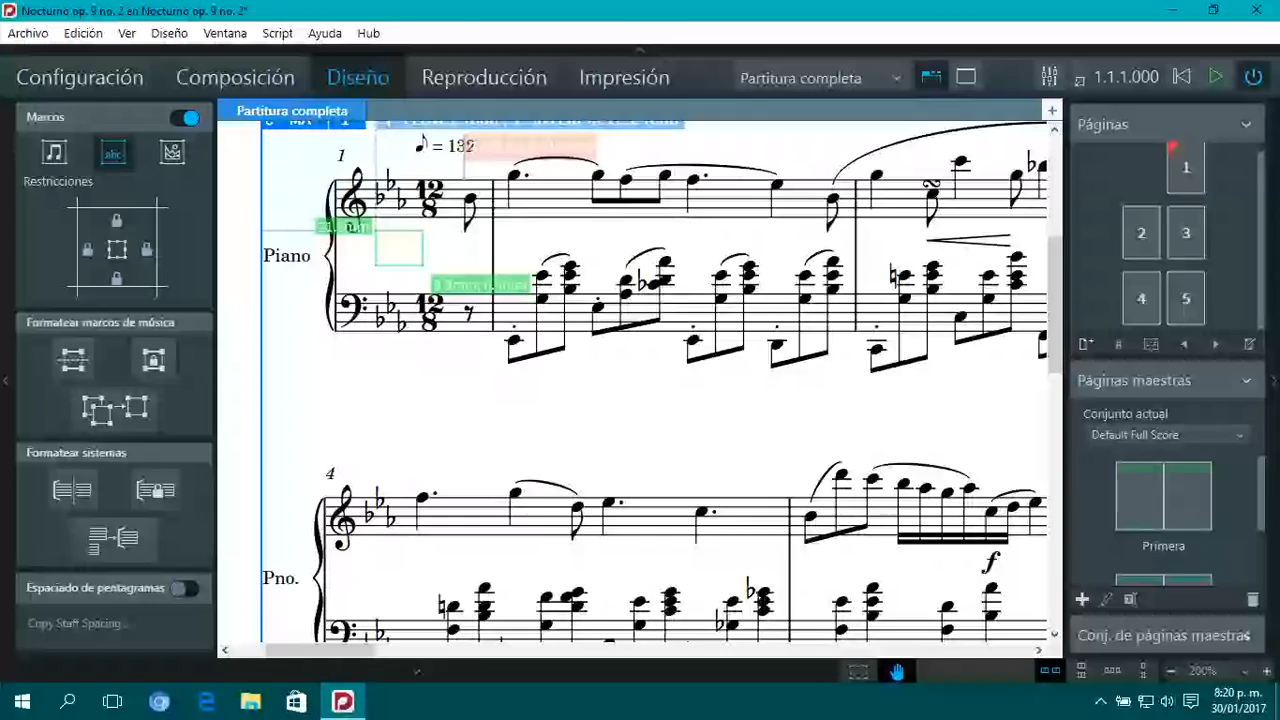 Nocturno op. 9 no. 2 en Nocturno op. 9 no. 2*
Archivo Edición Ver Diseño Ventana Script Ayuda Hub
Configuración Composición Diseño Reproducción Impresión Partitura completa 1.1.1.000
Marcos
Partitura completa
Páginas
abc
Restricciones
1
= 132
1
2 3
4 5
Piano
Formatear marcos de música
Páginas maestras
Conjunto actual
Default Full Score
Formatear sistemas
4
Primera
f
Pno.
Espaciado de pentagramas
Copy Staff Spacing...
Conj. de páginas maestras
200%
8:20 p. m.
30/01/2017